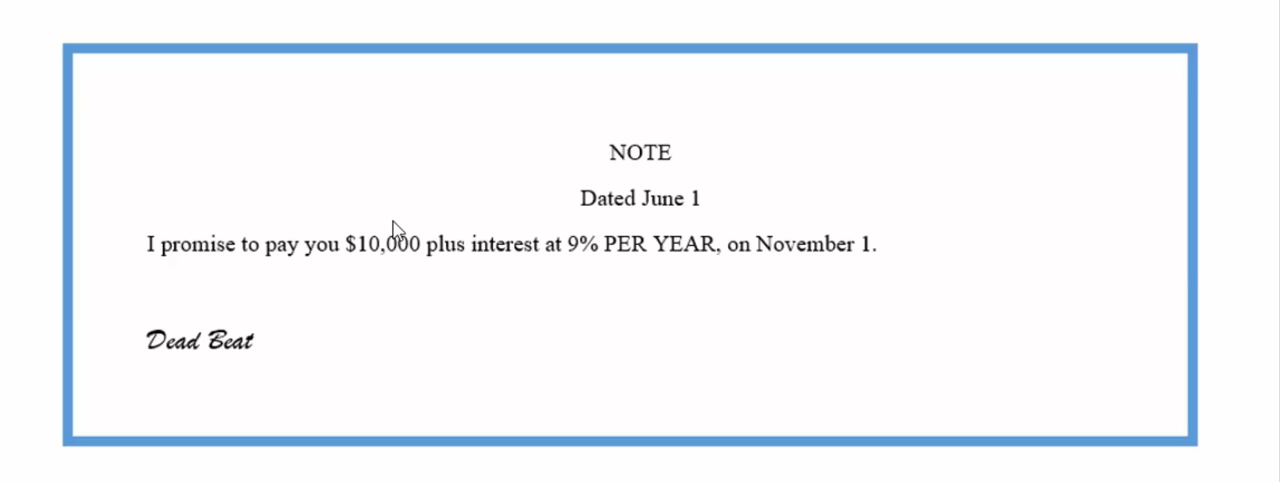 NOTE
Dated June 1
I promise to pay you $10,000 plus interest at 9% PER YEAR, on November 1.
Dead Beat